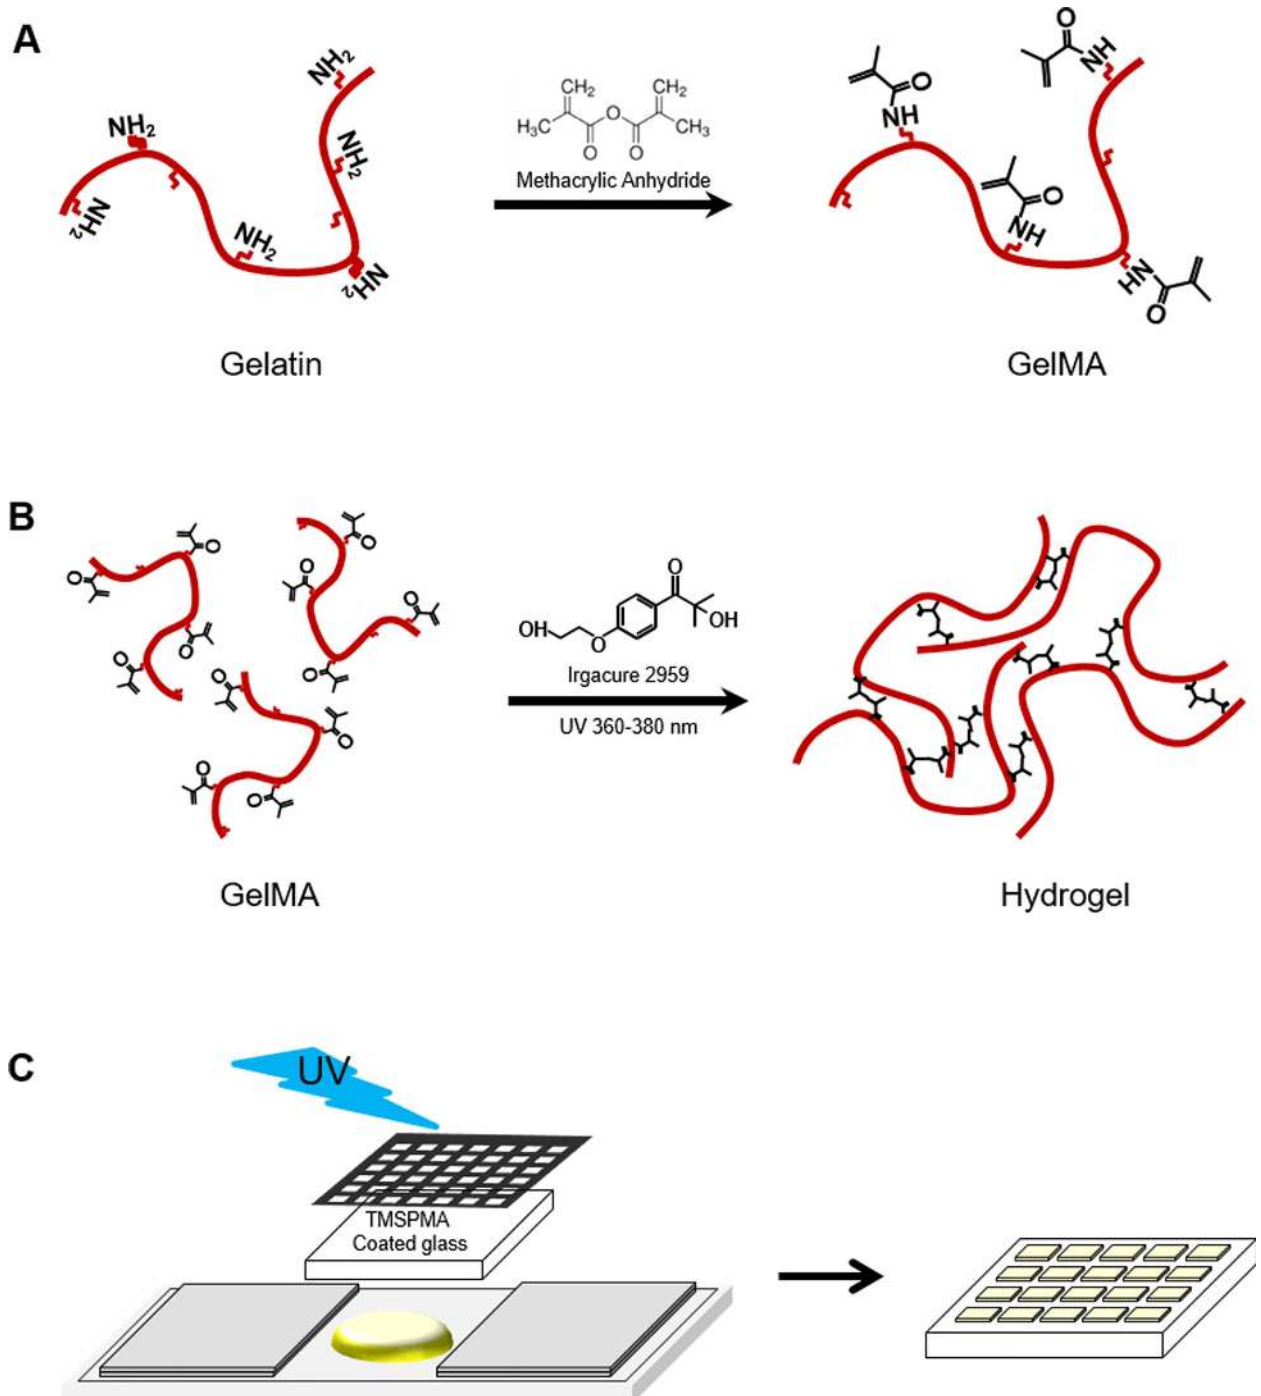 A
NH2
NH2
NH2
NH2
NH2
NH2
CH2
CH2
H3C
O
CH3
O
O
Methacrylic Anhydride
Gelatin
O
NH
O
NH
O
NH
NH
O
GelMA
B
O
O
O
O
O
O
O
O
O
O
O
O
GelMA
O
OH
O
OH
Irgacure 2959
UV 360-380 nm
Hydrogel
C
UV
TMSPMA
Coated glass